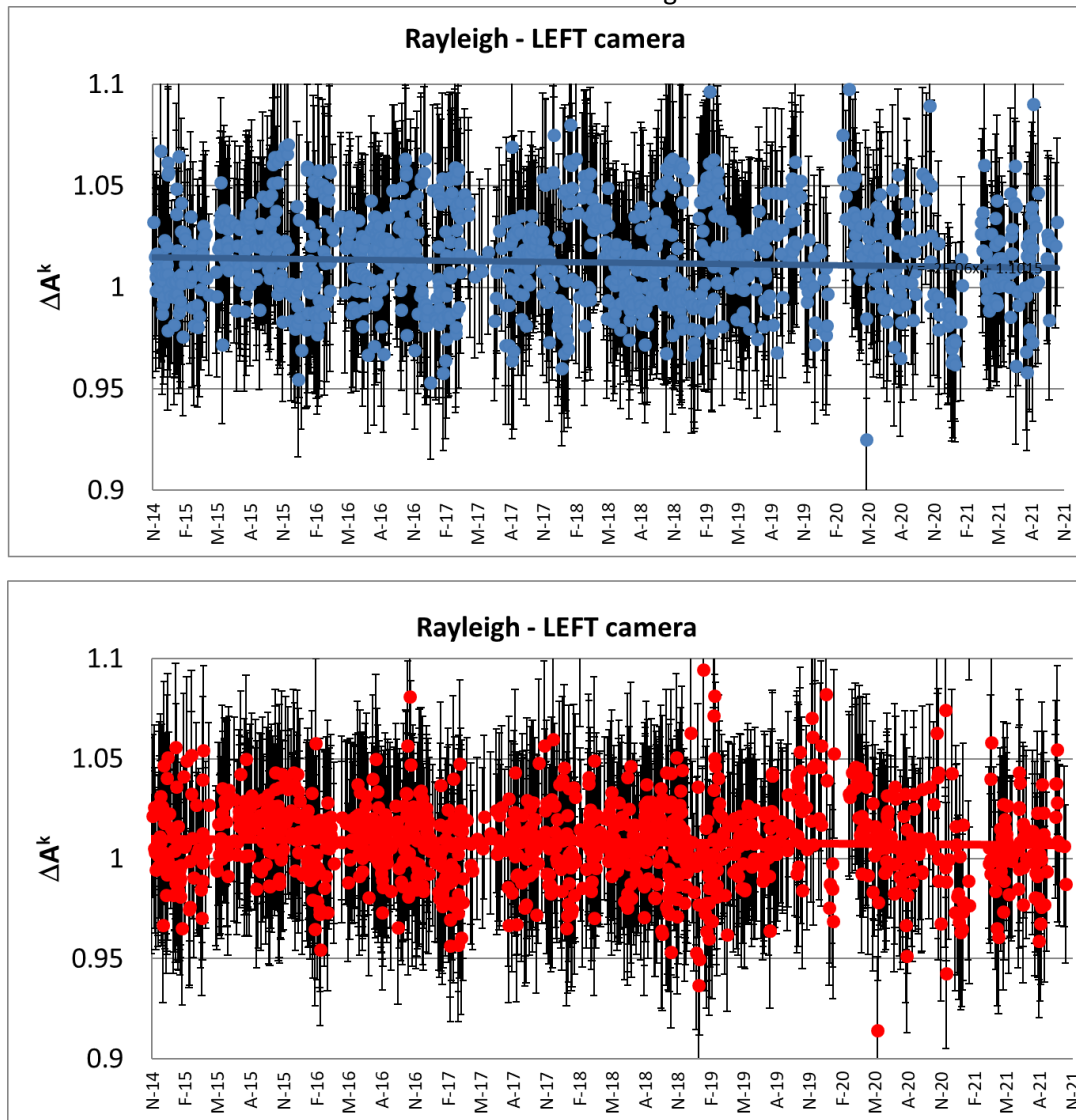 Rayleigh - LEFT camera
1.1
1.05
1
0.95
0.9
ΔAᵏ
N-14 F-15 M-15 A-15 N-15 F-16 M-16 A-16 N-16 F-17 M-17 A-17 N-17 F-18 M-18 A-18 N-18 F-19 M-19 A-19 N-19 F-20 M-20 A-20 N-20 F-21 M-21 A-21 N-21
Rayleigh - LEFT camera
1.1
1.05
1
0.95
0.9
ΔAᵏ
N-14 F-15 M-15 A-15 N-15 F-16 M-16 A-16 N-16 F-17 M-17 A-17 N-17 F-18 M-18 A-18 N-18 F-19 M-19 A-19 N-19 F-20 M-20 A-20 N-20 F-21 M-21 A-21 N-21